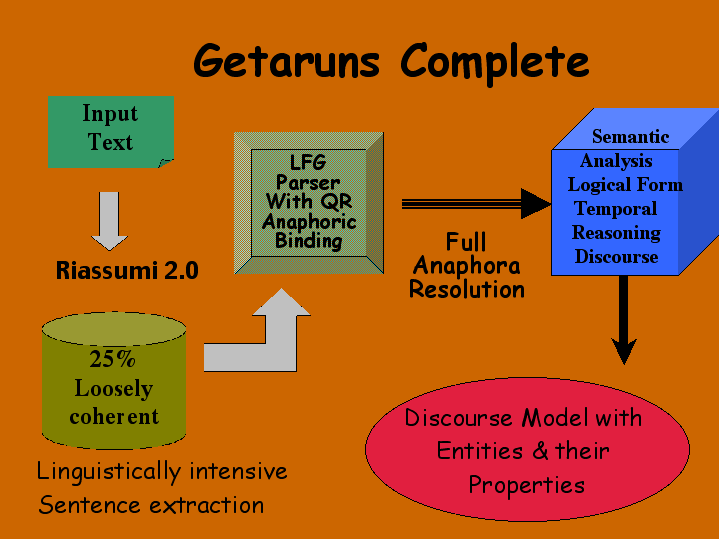 Getaruns Complete
Input
Text
Riassumi 2.0
25%
Loosely
coherent
Linguistically intensive
Sentence extraction
LFG
Parser
With QR
Anaphoric
Binding
Full
Anaphora
Resolution
Semantic
Analysis
Logical Form
Temporal
Reasoning
Discourse
Discourse Model with
Entities & their
Properties